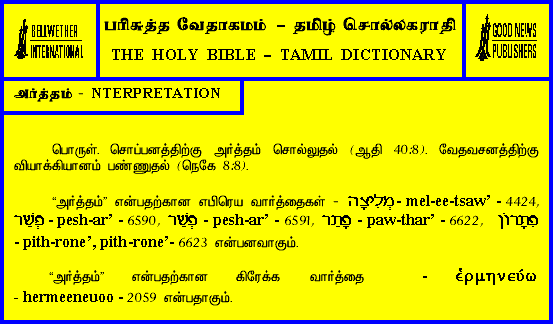 BELLWETHER
INTERNATIONAL
பரிசுத்த வேதாகமம் – தமிழ் சொல்லகராதி
THE HOLY BIBLE – TAMIL DICTIONARY
GOOD NEWS
PUBLISHERS
அர்த்தம் - NTERPRETATION
பொருள். சொப்பனத்திற்கு அர்த்தம் சொல்லுதல் (ஆதி 40:8). வேதவசனத்திற்கு
வியாக்கியானம் பண்ணுதல் (நெகே 8:8).
“அர்த்தம்” என்பதற்கான எபிரெய வார்த்தைகள் - מְלִיצָה - mel-ee-tsaw’ - 4424,
פְּשַׁר - pesh-ar’ - 6590, פְּשַׁר - pesh-ar’ - 6591, פָּתַר - paw-thar’ - 6622, פִּתְרוֹן
- pith-rone’, pith-rone’- 6623 என்பனவாகும்.
“அர்த்தம்” என்பதற்கான கிரேக்க வார்த்தை - ἑρμηνεύω
- hermeeneuoo - 2059 என்பதாகும்.